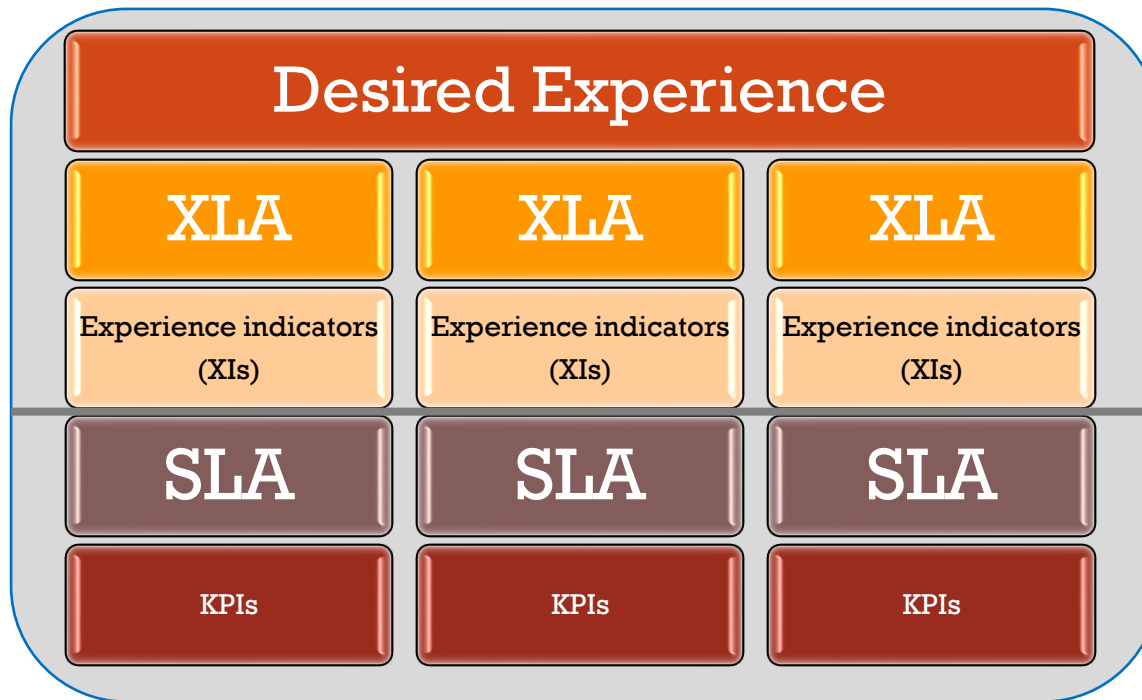 Desired Experience
XLA
XLA
XLA
Experience indicators
(XIs)
Experience indicators
(XIs)
Experience indicators
(XIs)
SLA
SLA
SLA
KPIs
KPIs
KPIs